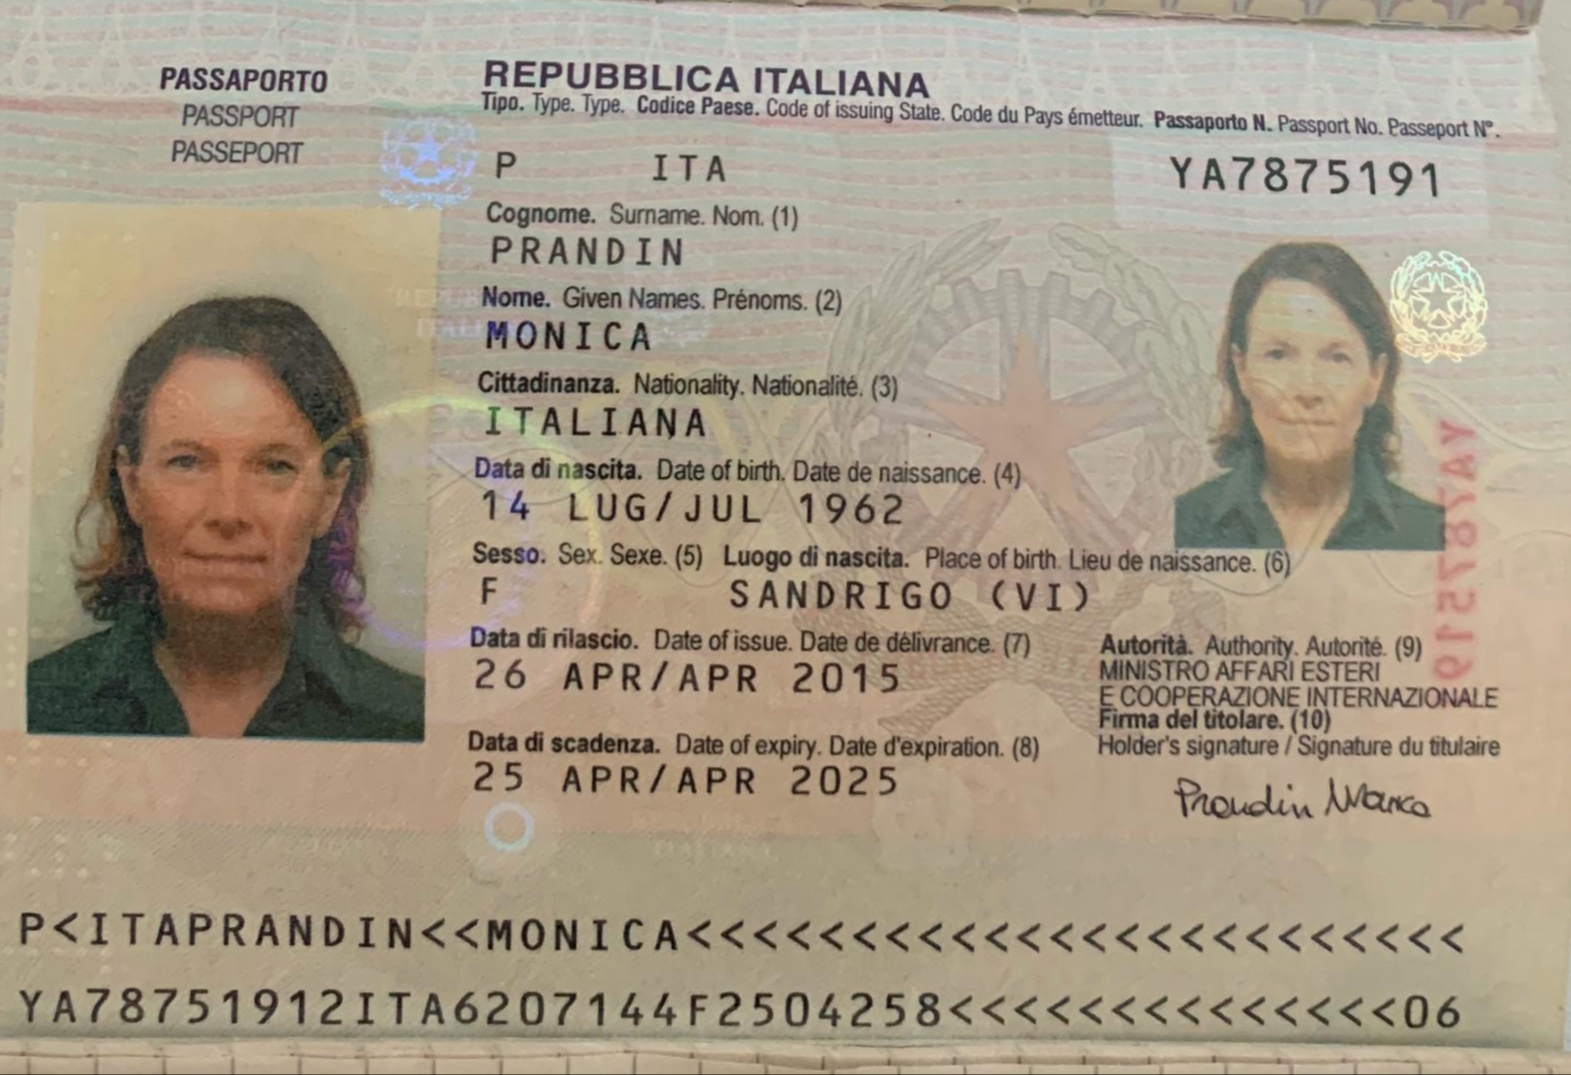 PASSAPORTO
PASSPORT
PASSEPORT
REPUBBLICA ITALIANA
Tipo. Type. Type. Codice Paese. Code of issuing State. Code du Pays émetteur. Passaporto N. Passport No. Passeport N°.
P ITA YA7875191
Cognome. Surname. Nom. (1)
PRANDIN
Nome. Given Names. Prénoms. (2)
MONICA
Cittadinanza. Nationality. Nationalité. (3)
ITALIANA
Data di nascita. Date of birth. Date de naissance. (4)
14 LUG/JUL 1962
Sesso. Sex. Sexe. (5) Luogo di nascita. Place of birth. Lieu de naissance. (6)
F SANDRIGO (VI)
Data di rilascio. Date of issue. Date de délivrance. (7)
26 APR/APR 2015
Autorità. Authority. Autorité. (9)
MINISTRO AFFARI ESTERI
E COOPERAZIONE INTERNAZIONALE
Data di scadenza. Date of expiry. Date d'expiration. (8)
25 APR/APR 2025
Firma del titolare. (10)
Holder's signature / Signature du titulaire
Prandin
YA7875191
P<ITAPRANDIN<<MONICA<<<<<<<<<<<<<<<<<<<<<<<<
YA78751912ITA6207144F2504258<<<<<<<<<<<<<<06